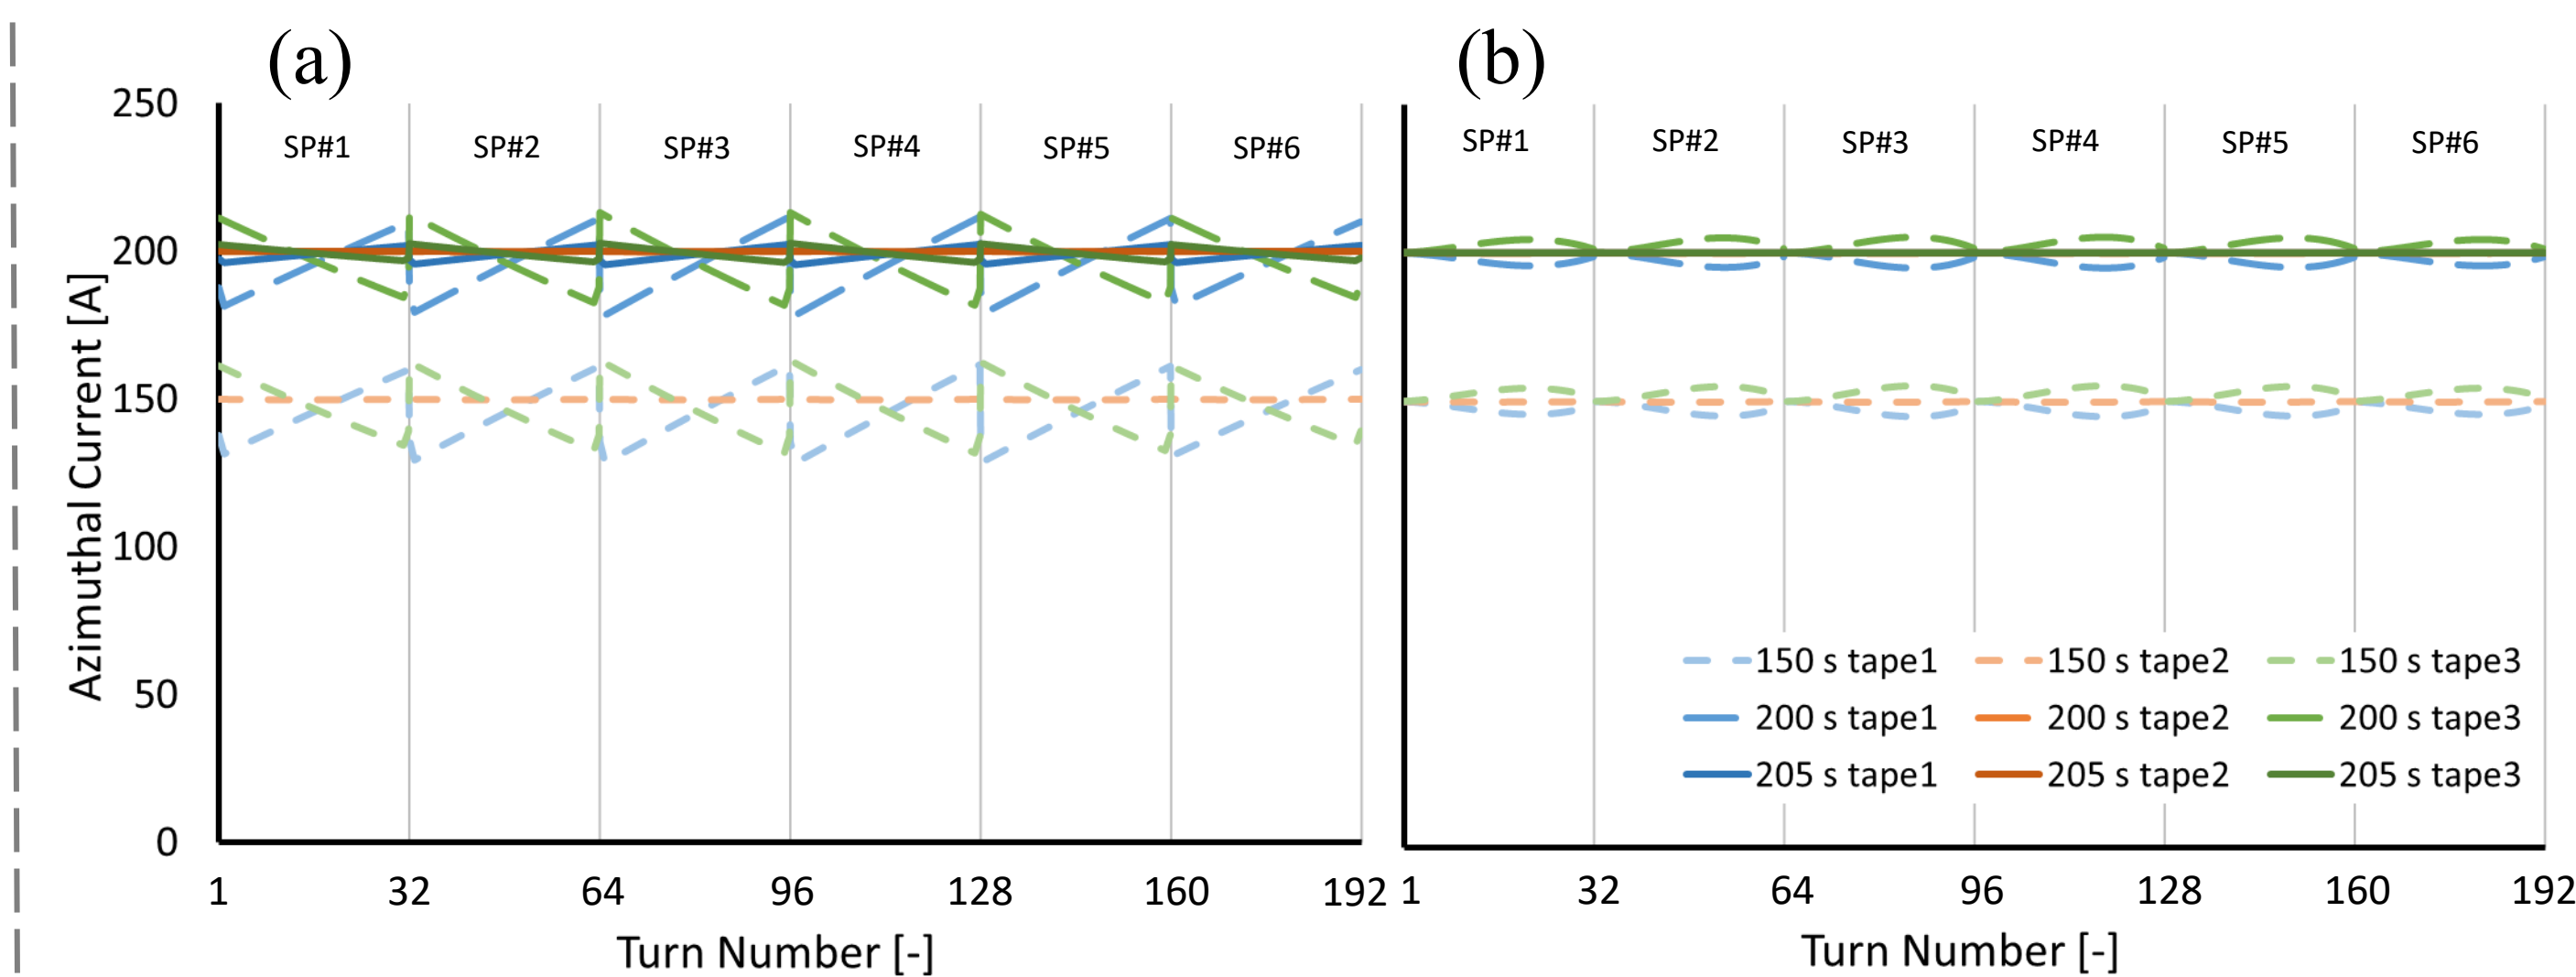 (a) (b)
250
SP#1 SP#2 SP#3 SP#4 SP#5 SP#6 SP#1 SP#2 SP#3 SP#4 SP#5 SP#6
200
150
100
50
0
Azimuthal Current [A]
150 s tape1 150 s tape2 150 s tape3
200 s tape1 200 s tape2 200 s tape3
205 s tape1 205 s tape2 205 s tape3
1 32 64 96 128 160 192 1 32 64 96 128 160 192
Turn Number [-] Turn Number [-]